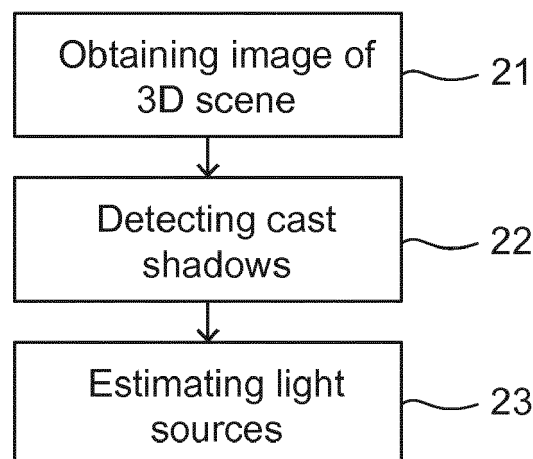 Obtaining image of
3D scene
21
Detecting cast
shadows
22
Estimating light
sources
23